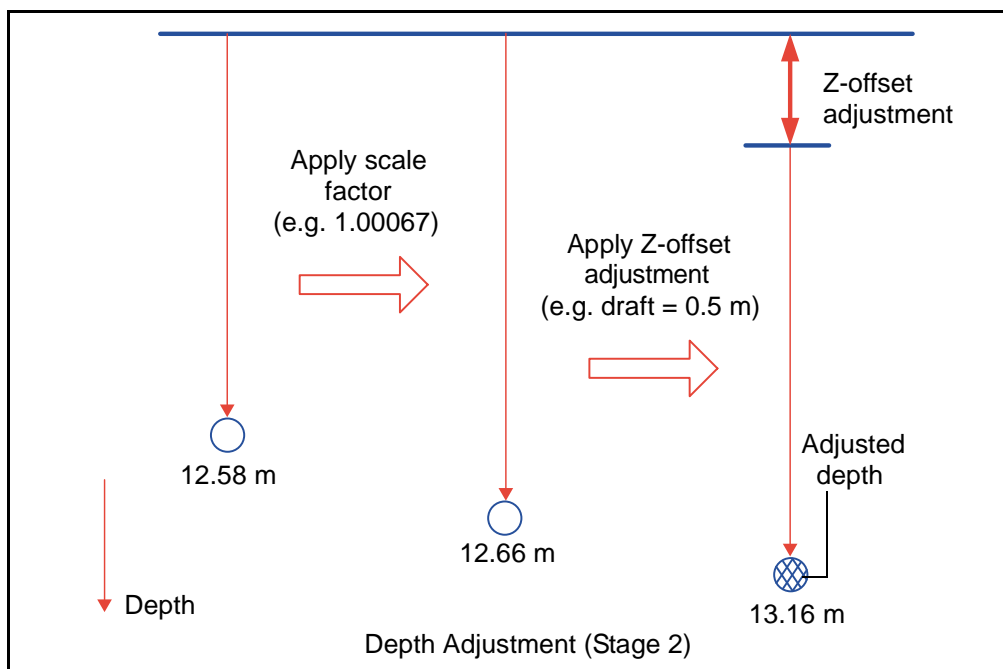 Z-offset
adjustment
Apply scale
factor
(e.g. 1.00067)
Apply Z-offset
adjustment
(e.g. draft = 0.5 m)
12.58 m
12.66 m
Adjusted
depth
13.16 m
Depth
Depth Adjustment (Stage 2)